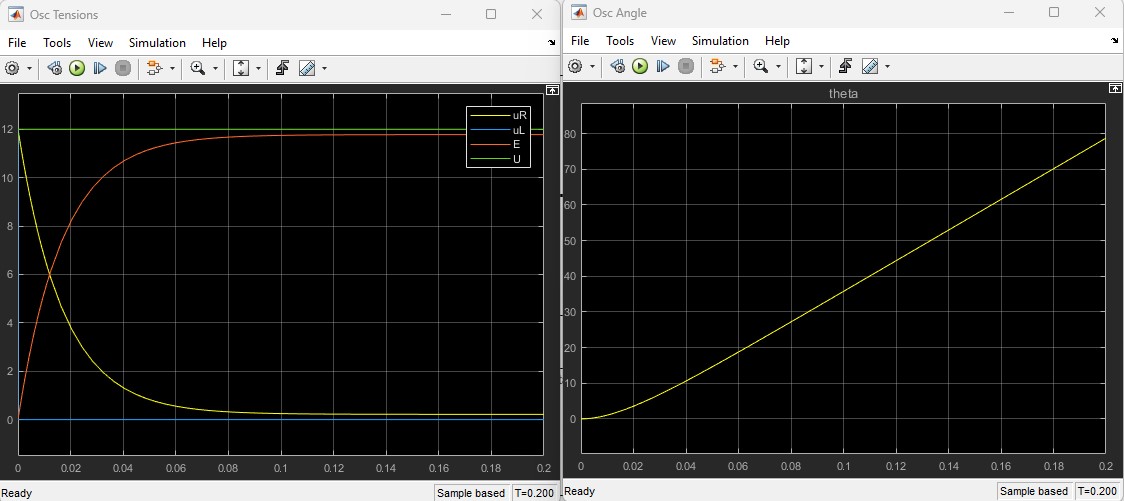 Osc Tensions
File Tools View Simulation Help
12
10
8
6
4
2
0
uR
uL
E
U
0 0.02 0.04 0.06 0.08 0.1 0.12 0.14 0.16 0.18 0.2
Ready Sample based T=0.200
Osc Angle
File Tools View Simulation Help
theta
80
70
60
50
40
30
20
10
0
0 0.02 0.04 0.06 0.08 0.1 0.12 0.14 0.16 0.18 0.2
Ready Sample based T=0.200